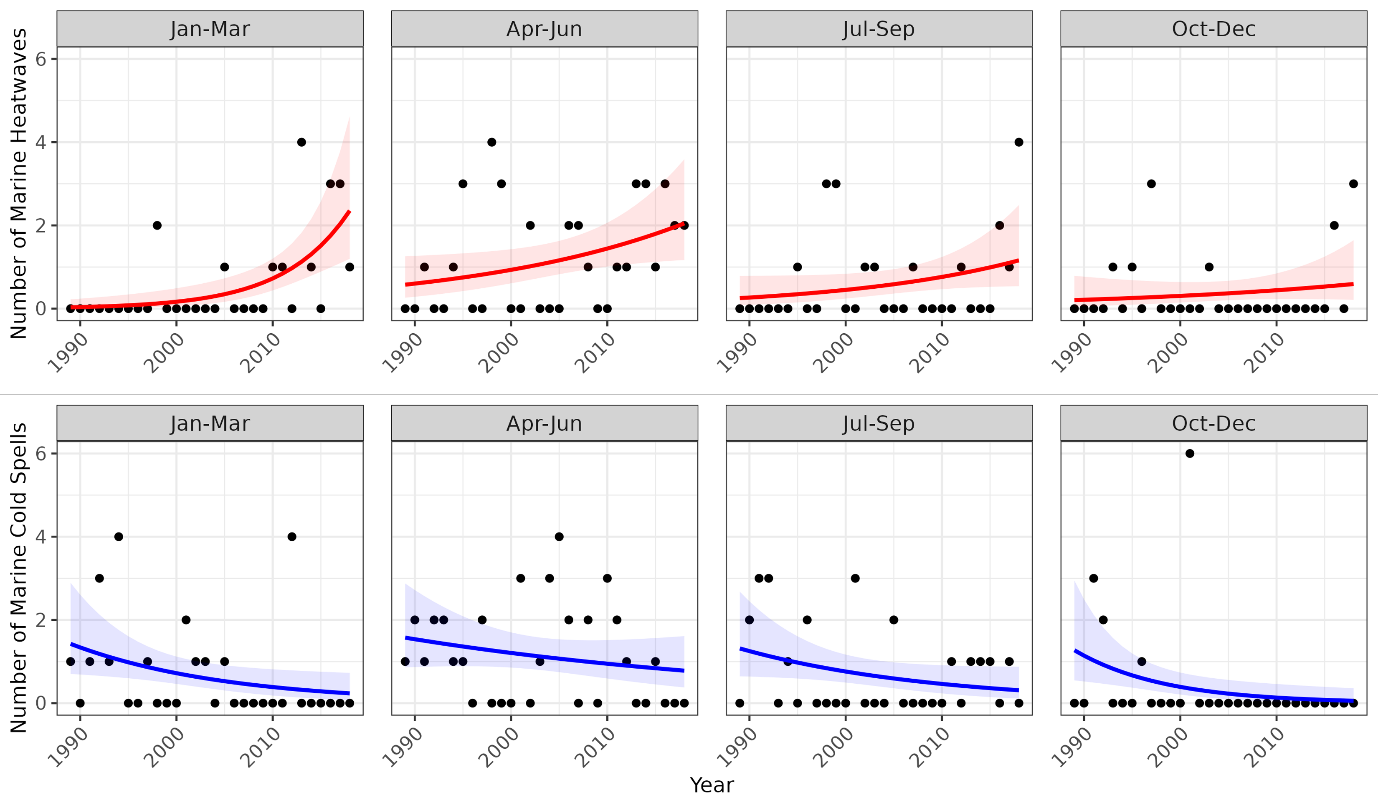 Jan-Mar Apr-Jun Jul-Sep Oct-Dec
Number of Marine Heatwaves
6
4
2
0
1990 2000 2010 1990 2000 2010 1990 2000 2010 1990 2000 2010
Jan-Mar Apr-Jun Jul-Sep Oct-Dec
Number of Marine Cold Spells
6
4
2
0
1990 2000 2010 1990 2000 2010 1990 2000 2010 1990 2000 2010
Year